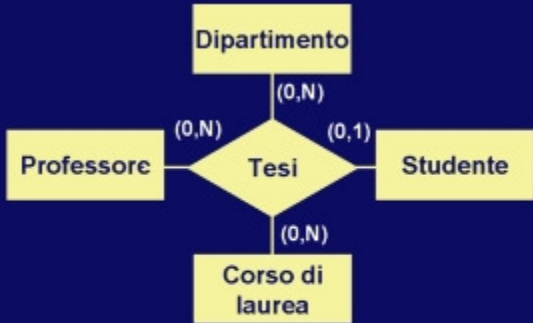 Dipartimento
(0,N)
(0,N)
(0,1)
Professore
Tesi
Studente
(0,N)
Corso di
laurea